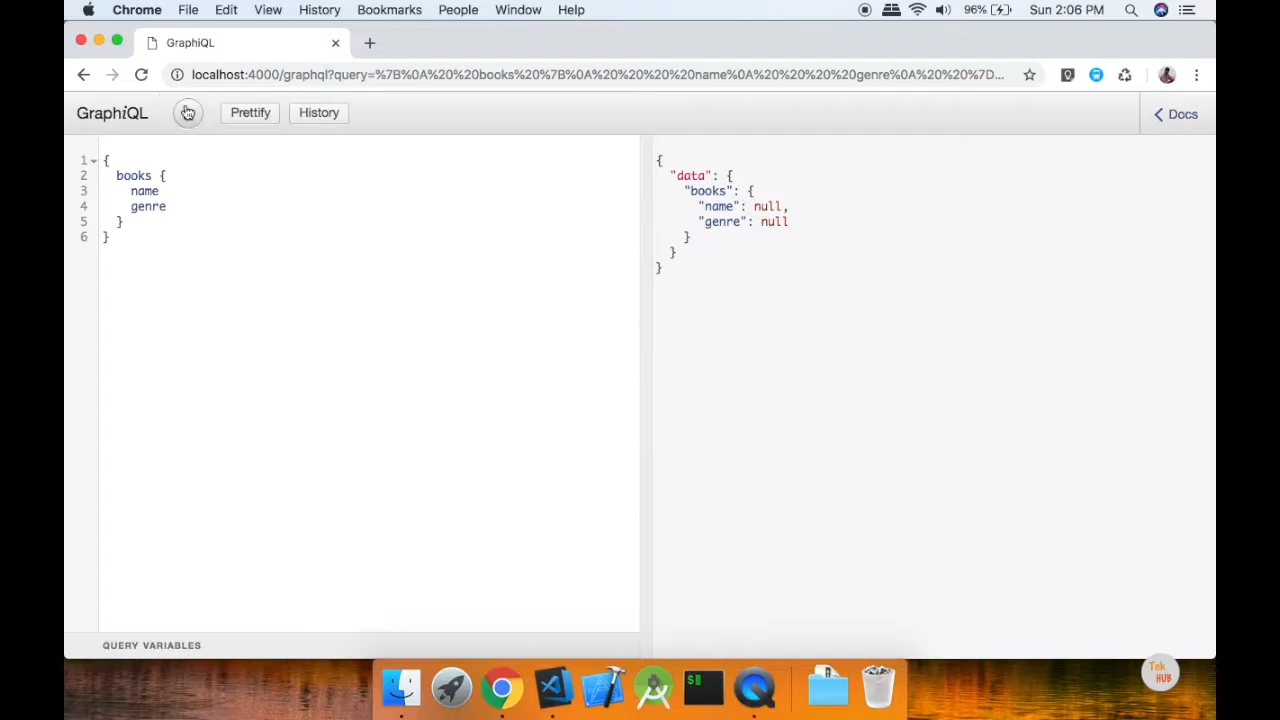 Chrome File Edit View History Bookmarks People Window Help 96% Sun 2:06 PM
GraphiQL
localhost:4000/graphql?query=%7B%0A%20%20books%20%7B%0A%20%20%20%20name%0A%20%20%20%20genre%0A%20%20%7D...
GraphiQL Prettify History Docs
1 {
2 books {
3 name
4 genre
5 }
6 }
{
"data": {
"books": {
"name": null,
"genre": null
}
}
}
QUERY VARIABLES
$
Tek
HUB